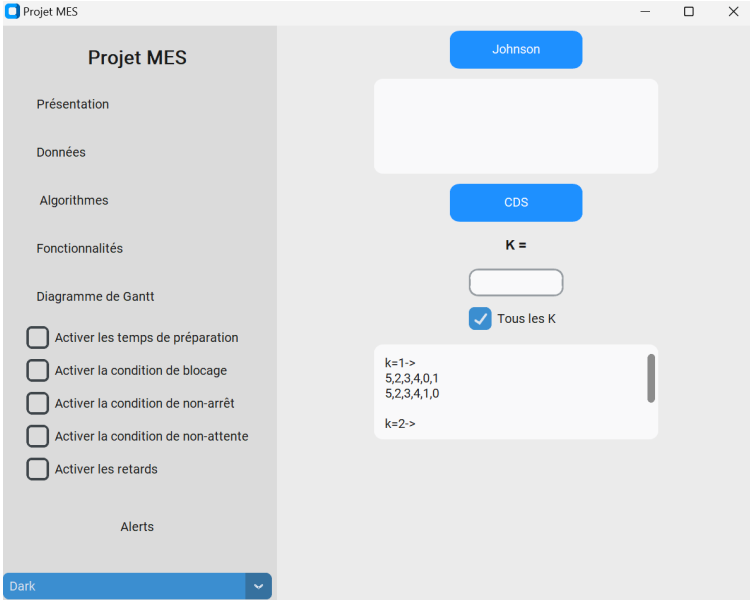 Projet MES
Projet MES
Présentation
Données
Algorithmes
Fonctionnalités
Diagramme de Gantt
Activer les temps de préparation
Activer la condition de blocage
Activer la condition de non-arrêt
Activer la condition de non-attente
Activer les retards
Alerts
Dark
Johnson
CDS
K =
Tous les K
k=1->
5,2,3,4,0,1
5,2,3,4,1,0
k=2->